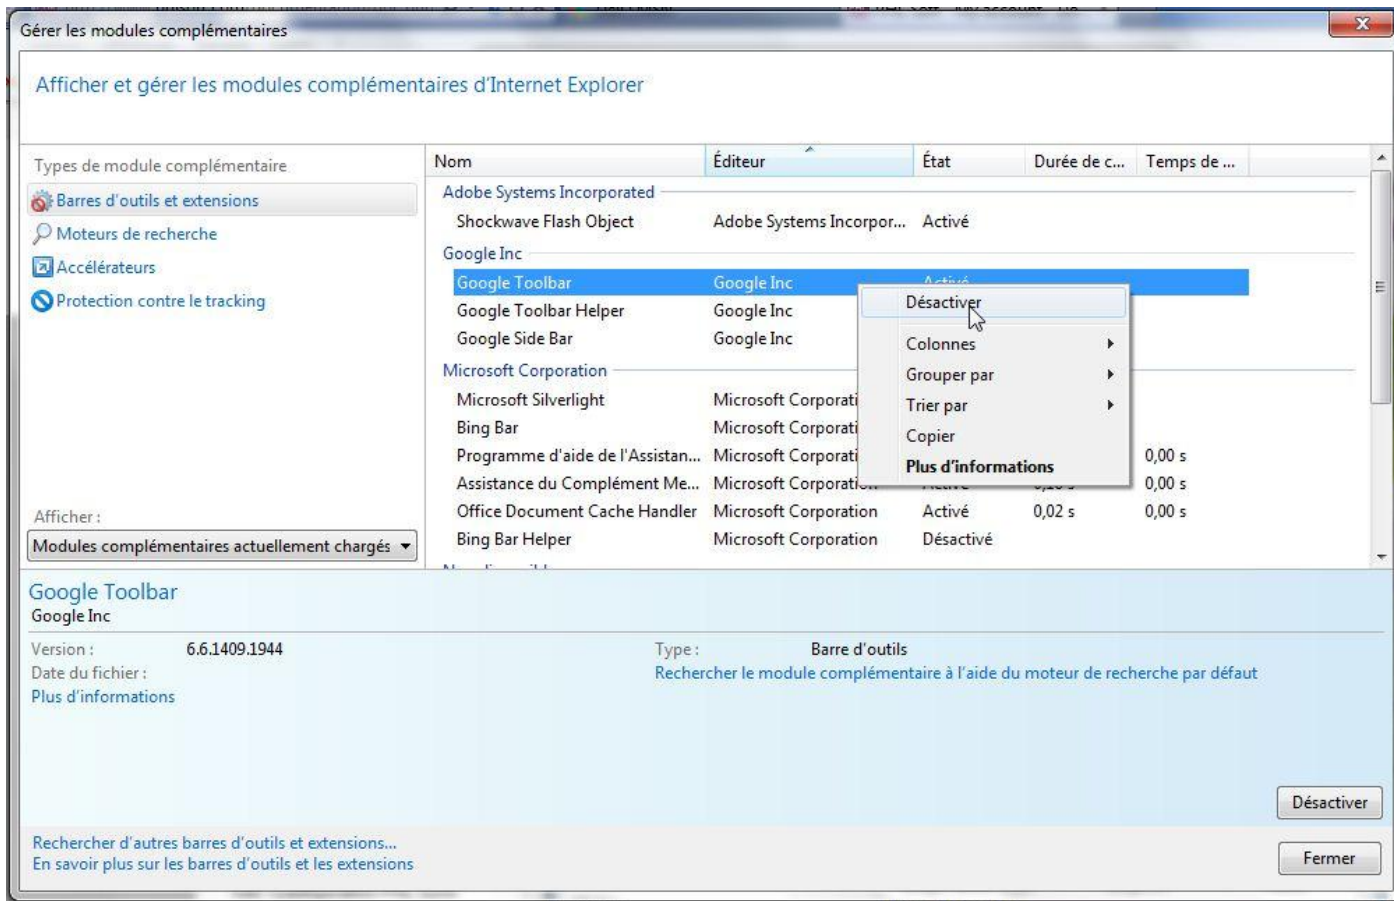 Gérer les modules complémentaires
Afficher et gérer les modules complémentaires d'Internet Explorer
Types de module complémentaire
Barres d'outils et extensions
Moteurs de recherche
Accélérateurs
Protection contre le tracking
Afficher :
Modules complémentaires actuellement chargés
Nom Éditeur État Durée de c... Temps de ...
Adobe Systems Incorporated
Shockwave Flash Object Adobe Systems Incorpor... Activé
Google Inc
Google Toolbar Google Inc Activé
Google Toolbar Helper Google Inc
Google Side Bar Google Inc
Microsoft Corporation
Microsoft Silverlight Microsoft Corporati
Bing Bar Microsoft Corporati
Programme d'aide de l'Assistan... Microsoft Corporati 0,00 s
Assistance du Complément Me... Microsoft Corporation Activé 0,00 s
Office Document Cache Handler Microsoft Corporation Activé 0,02 s 0,00 s
Bing Bar Helper Microsoft Corporation Désactivé
Désactiver
Colonnes
Grouper par
Trier par
Copier
Plus d'informations
Google Toolbar
Google Inc
Version : 6.6.1409.1944
Date du fichier :
Plus d'informations
Type : Barre d'outils
Rechercher le module complémentaire à l'aide du moteur de recherche par défaut
Désactiver
Rechercher d'autres barres d'outils et extensions...
En savoir plus sur les barres d'outils et les extensions
Fermer